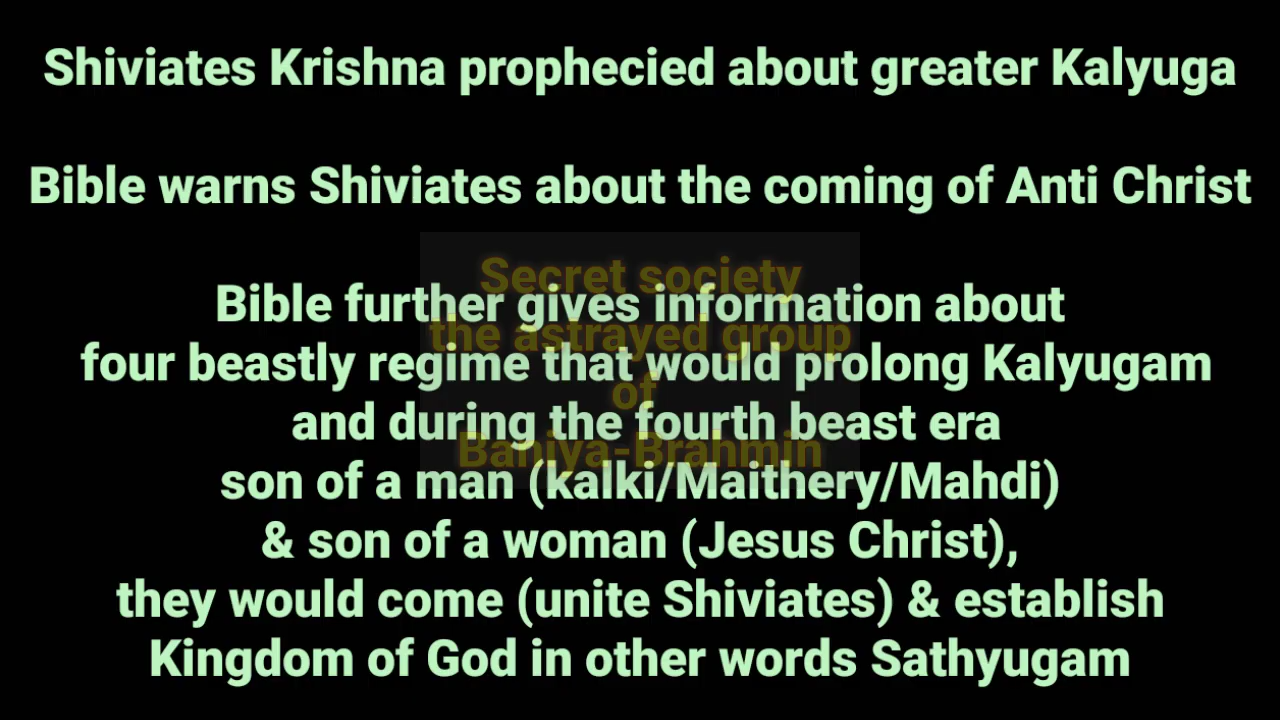 Shiviates Krishna prophecied about greater Kalyuga
Bible warns Shiviates about the coming of Anti Christ
Secret society
Bible further gives information about
the astrayed group
four beastly regime that would prolong Kalyugam
of
and during the fourth beast era
Baniya-Brahmin
son of a man (kalki/Maithery/Mahdi)
& son of a woman (Jesus Christ),
they would come (unite Shiviates) & establish
Kingdom of God in other words Sathyugam